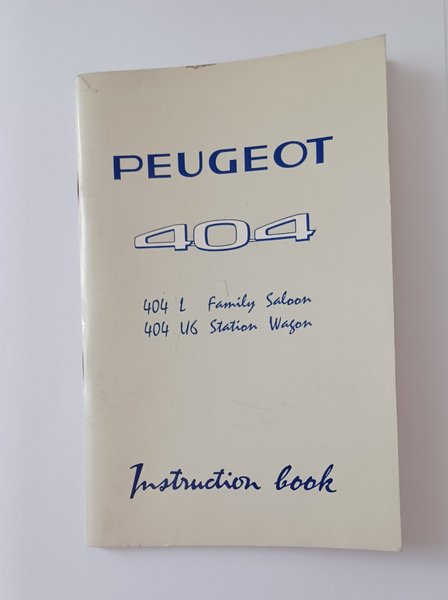 PEUGEOT
404
404 L Family Saloon
404 U6 Station Wagon
Instruction book